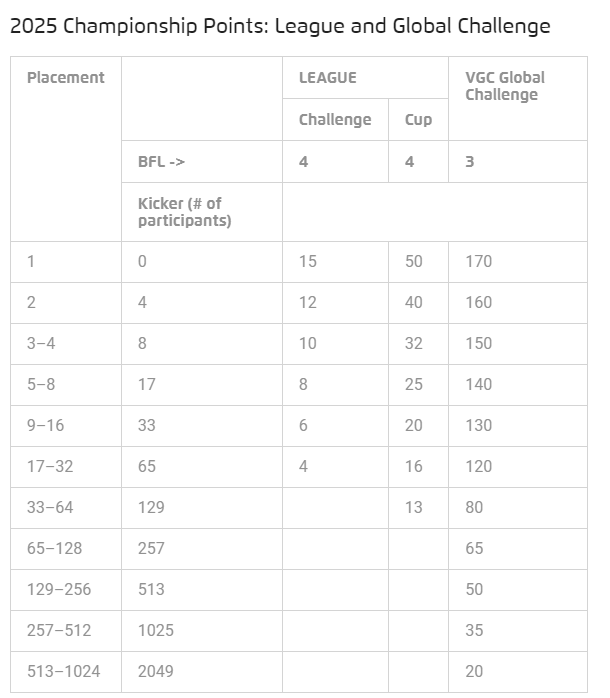 2025 Championship Points: League and Global Challenge
Placement LEAGUE VGC Global
Challenge
Challenge Cup
BFL -> 4 4 3
Kicker (# of
participants)
1 0 15 50 170
2 4 12 40 160
3–4 8 10 32 150
5–8 17 8 25 140
9–16 33 6 20 130
17–32 65 4 16 120
33–64 129 13 80
65–128 257 65
129–256 513 50
257–512 1025 35
513–1024 2049 20